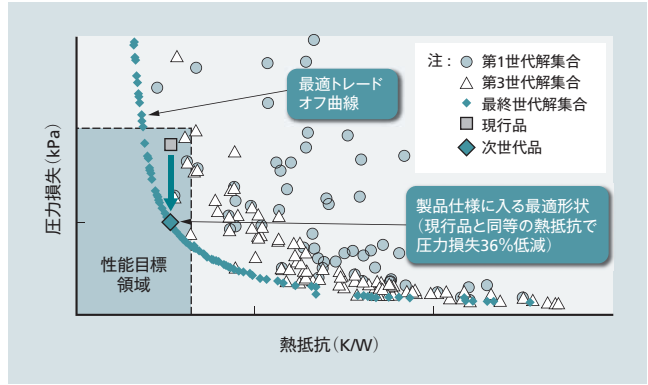 注： 第1世代解集合
第3世代解集合
最終世代解集合
現行品
次世代品
最適トレード
オフ曲線
圧力損失（kPa）
製品仕様に入る最適形状
（現行品と同等の熱抵抗で
圧力損失36％低減）
性能目標
領域
熱抵抗（K/W）